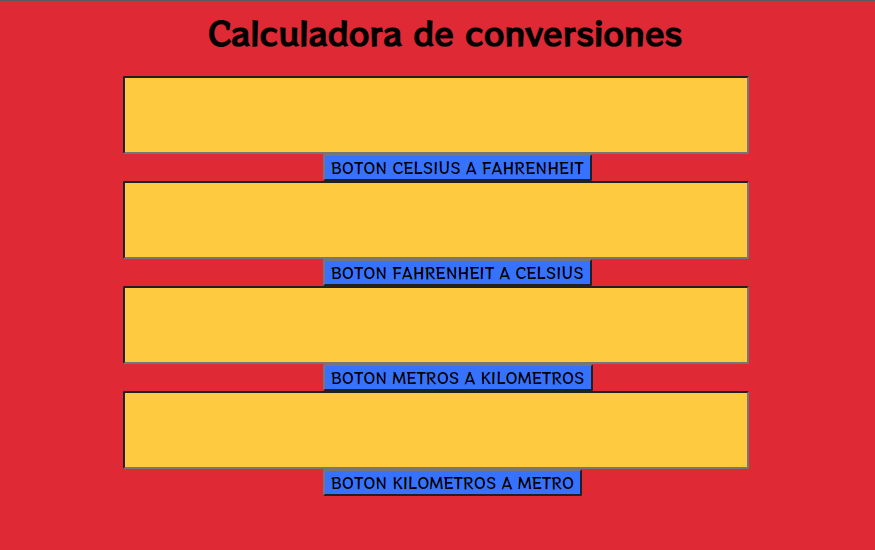 Calculadora de conversiones
BOTON CELSIUS A FAHRENHEIT
BOTON FAHRENHEIT A CELSIUS
BOTON METROS A KILOMETROS
BOTON KILOMETROS A METRO